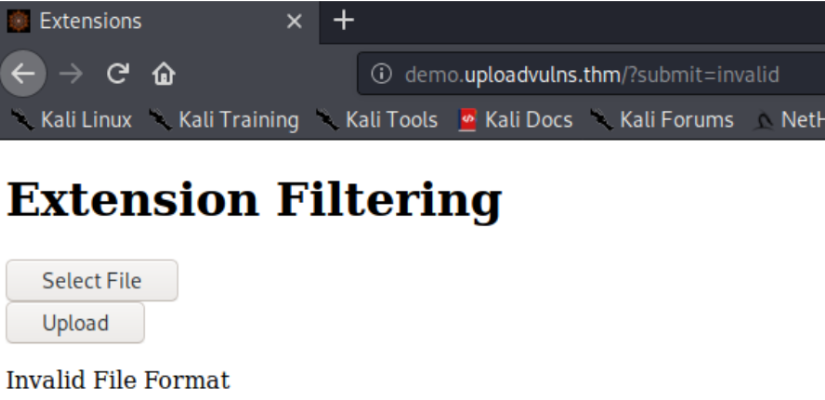 Extensions
demo.uploadvulns.thm/?submit=invalid
Kali Linux Kali Training Kali Tools Kali Docs Kali Forums NetH
Extension Filtering
Select File
Upload
Invalid File Format